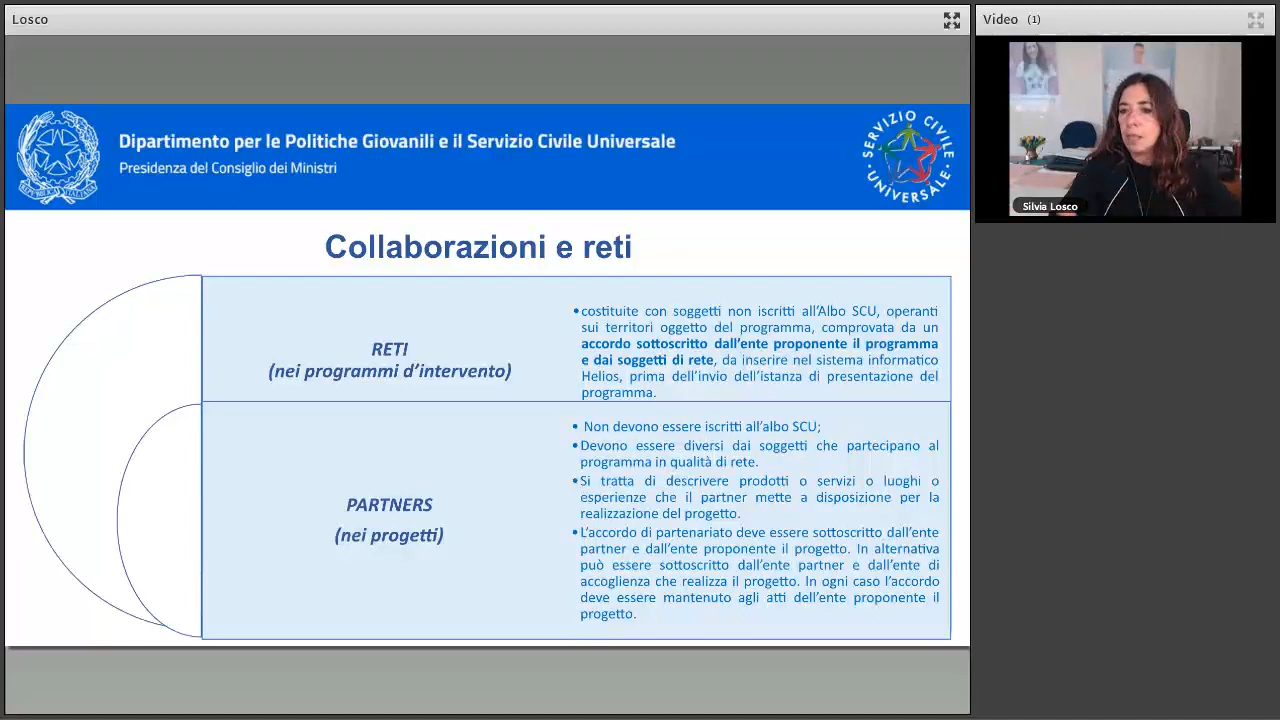 Losco
Video (1)
Silvia Losco
Dipartimento per le Politiche Giovanili e il Servizio Civile Universale
Presidenza del Consiglio dei Ministri
SERVIZIO CIVILE
UNIVERSALE
Collaborazioni e reti
RETI
(nei programmi d'intervento)
•costituite con soggetti non iscritti all'Albo SCU, operanti
sui territori oggetto del programma, comprovata da un
accordo sottoscritto dall'ente proponente il programma
e dai soggetti di rete, da inserire nel sistema informatico
Helios, prima dell'invio dell'istanza di presentazione del
programma.
PARTNERS
(nei progetti)
• Non devono essere iscritti all'albo SCU;
•Devono essere diversi dai soggetti che partecipano al
programma in qualità di rete.
•Si tratta di descrivere prodotti o servizi o luoghi o
esperienze che il partner mette a disposizione per la
realizzazione del progetto.
•L'accordo di partenariato deve essere sottoscritto dall'ente
partner e dall'ente proponente il progetto. In alternativa
può essere sottoscritto dall'ente partner e dall'ente di
accoglienza che realizza il progetto. In ogni caso l'accordo
deve essere mantenuto agli atti dell'ente proponente il
progetto.